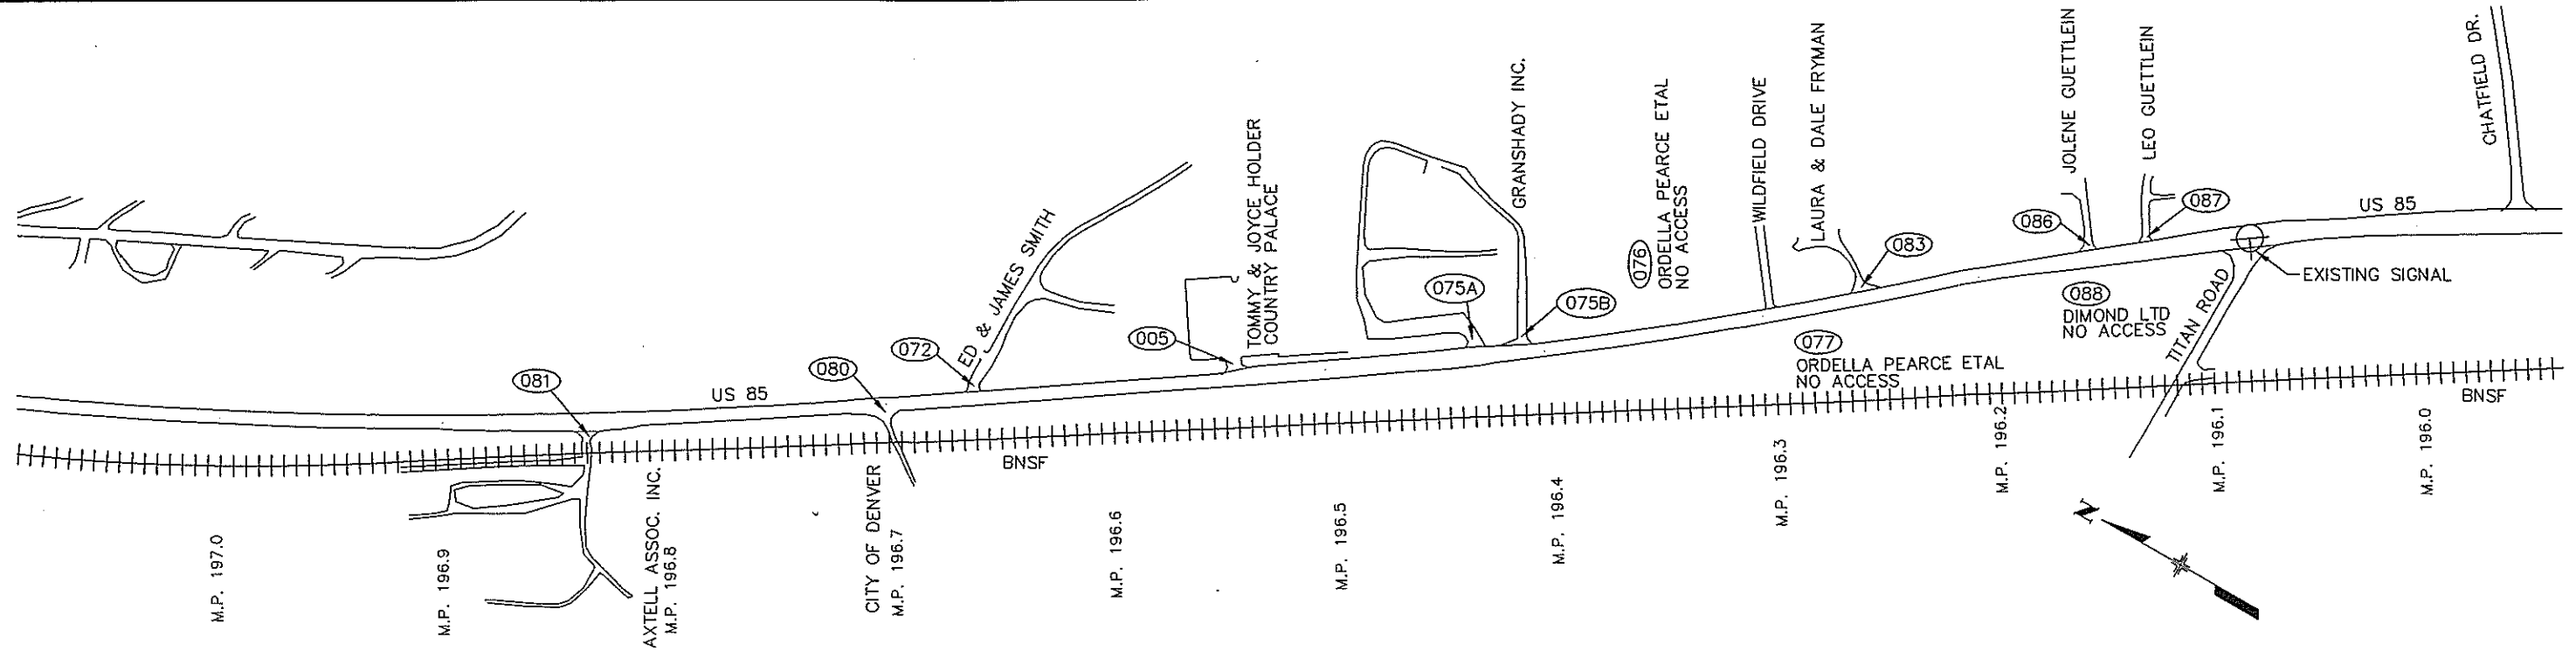 CHATFIELD DR.
JOLENE GUETTLEIN
LEO GUETTLEIN
LAURA & DALE FRYMAN
WILDFIELD DRIVE
076
ORDELLA PEARCE ETAL
NO ACCESS
GRANSHADY INC.
TOMMY & JOYCE HOLDER
COUNTRY PALACE
ED & JAMES SMITH
US 85
087
086
083
EXISTING SIGNAL
TITAN ROAD
088
DIMOND LTD
NO ACCESS
075A
075B
077
ORDELLA PEARCE ETAL
NO ACCESS
005
072
080
081
US 85
BNSF
BNSF
M.P. 197.0
M.P. 196.9
AXTELL ASSOC. INC.
M.P. 196.8
CITY OF DENVER
M.P. 196.7
M.P. 196.6
M.P. 196.5
M.P. 196.4
M.P. 196.3
M.P. 196.2
M.P. 196.1
M.P. 196.0
N